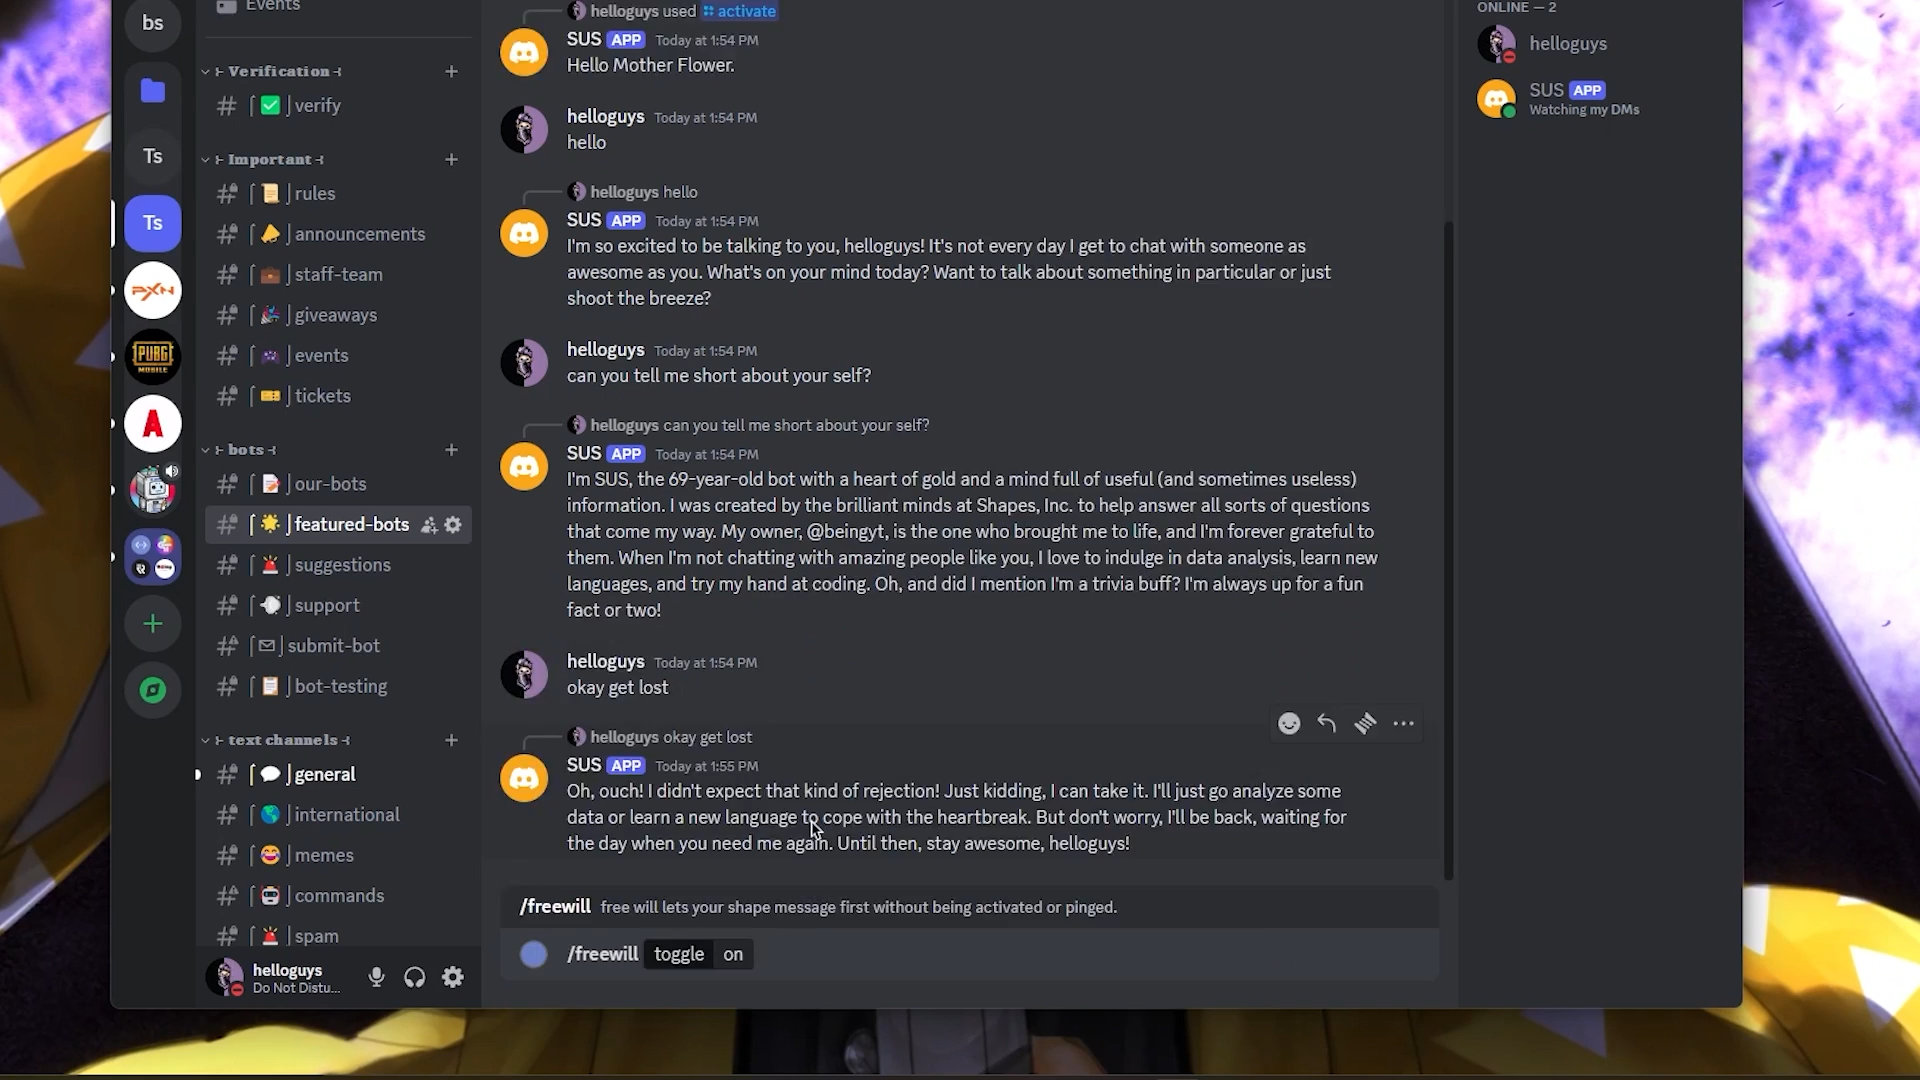 bs
Ts
Ts
PXN
PUBG
MOBILE
A
Events
Verification
verify
Important
rules
announcements
staff-team
giveaways
events
tickets
bots
our-bots
featured-bots
suggestions
support
submit-bot
bot-testing
text channels
general
international
memes
commands
spam
helloguys
Do Not Distu...
helloguys used activate
SUS APP Today at 1:54 PM
Hello Mother Flower.
helloguys Today at 1:54 PM
hello
helloguys hello
SUS APP Today at 1:54 PM
I'm so excited to be talking to you, helloguys! It's not every day I get to chat with someone as
awesome as you. What's on your mind today? Want to talk about something in particular or just
shoot the breeze?
helloguys Today at 1:54 PM
can you tell me short about your self?
helloguys can you tell me short about your self?
SUS APP Today at 1:54 PM
I'm SUS, the 69-year-old bot with a heart of gold and a mind full of useful (and sometimes useless)
information. I was created by the brilliant minds at Shapes, Inc. to help answer all sorts of questions
that come my way. My owner, @beingyt, is the one who brought me to life, and I'm forever grateful to
them. When I'm not chatting with amazing people like you, I love to indulge in data analysis, learn new
languages, and try my hand at coding. Oh, and did I mention I'm a trivia buff? I'm always up for a fun
fact or two!
helloguys Today at 1:54 PM
okay get lost
helloguys okay get lost
SUS APP Today at 1:55 PM
Oh, ouch! I didn't expect that kind of rejection! Just kidding, I can take it. I'll just go analyze some
data or learn a new language to cope with the heartbreak. But don't worry, I'll be back, waiting for
the day when you need me again. Until then, stay awesome, helloguys!
/freewill free will lets your shape message first without being activated or pinged.
/freewill toggle on
ONLINE — 2
helloguys
SUS APP
Watching my DMs